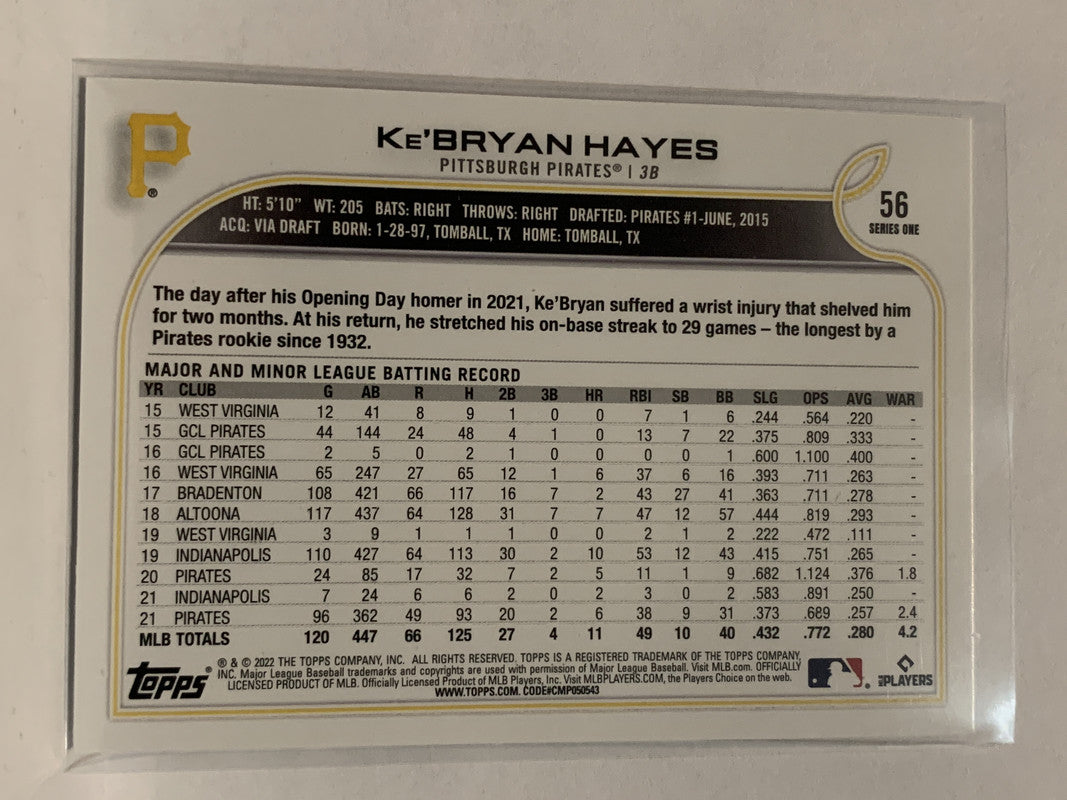 P®
KE'BRYAN HAYES
PITTSBURGH PIRATES® | 3B
56
SERIES ONE
HT: 5'10" WT: 205 BATS: RIGHT THROWS: RIGHT DRAFTED: PIRATES #1-JUNE, 2015
ACQ: VIA DRAFT BORN: 1-28-97, TOMBALL, TX HOME: TOMBALL, TX
The day after his Opening Day homer in 2021, Ke'Bryan suffered a wrist injury that shelved him
for two months. At his return, he stretched his on-base streak to 29 games – the longest by a
Pirates rookie since 1932.
MAJOR AND MINOR LEAGUE BATTING RECORD
YR CLUB G AB R H 2B 3B HR RBI SB BB SLG OPS AVG WAR
15 WEST VIRGINIA 12 41 8 9 1 0 0 7 1 6 .244 .564 .220 -
15 GCL PIRATES 44 144 24 48 4 1 0 13 7 22 .375 .809 .333 -
16 GCL PIRATES 2 5 0 2 1 0 0 0 0 1 .600 1.100 .400 -
16 WEST VIRGINIA 65 247 27 65 12 1 6 37 6 16 .393 .711 .263 -
17 BRADENTON 108 421 66 117 16 7 2 43 27 41 .363 .711 .278 -
18 ALTOONA 117 437 64 128 31 7 7 47 12 57 .444 .819 .293 -
19 WEST VIRGINIA 3 9 1 1 1 0 0 2 1 2 .222 .472 .111 -
19 INDIANAPOLIS 110 427 64 113 30 2 10 53 12 43 .415 .751 .265 -
20 PIRATES 24 85 17 32 7 2 5 11 1 9 .682 1.124 .376 1.8
21 INDIANAPOLIS 7 24 6 6 2 0 2 3 0 2 .583 .891 .250 -
21 PIRATES 96 362 49 93 20 2 6 38 9 31 .373 .689 .257 2.4
MLB TOTALS 120 447 66 125 27 4 11 49 10 40 .432 .772 .280 4.2
Topps®
® & © 2022 THE TOPPS COMPANY, INC. ALL RIGHTS RESERVED. TOPPS IS A REGISTERED TRADEMARK OF THE TOPPS COMPANY,
INC. Major League Baseball trademarks and copyrights are used with permission of Major League Baseball. Visit MLB.com. OFFICIALLY
LICENSED PRODUCT OF MLB. Officially Licensed Product of MLB Players, Inc. Visit MLBPLAYERS.COM, the Players Choice on the web.
WWW.TOPPS.COM. CODE#CMP050543
MLBPLAYERS